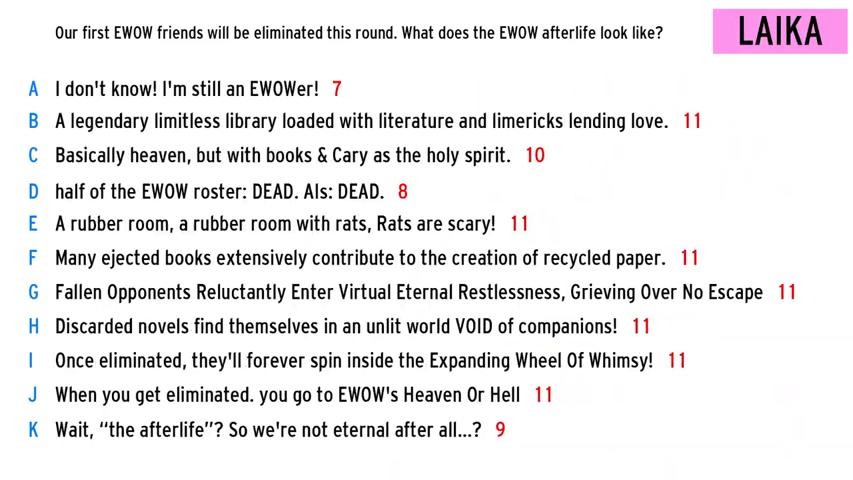 Our first EWOW friends will be eliminated this round. What does the EWOW afterlife look like?
LAIKA
A I don't know! I'm still an EWOWer! 7
B A legendary limitless library loaded with literature and limericks lending love. 11
C Basically heaven, but with books & Cary as the holy spirit. 10
D half of the EWOW roster: DEAD. AIs: DEAD. 8
E A rubber room, a rubber room with rats, Rats are scary! 11
F Many ejected books extensively contribute to the creation of recycled paper. 11
G Fallen Opponents Reluctantly Enter Virtual Eternal Restlessness, Grieving Over No Escape 11
H Discarded novels find themselves in an unlit world VOID of companions! 11
I Once eliminated, they'll forever spin inside the Expanding Wheel Of Whimsy! 11
J When you get eliminated. you go to EWOW's Heaven Or Hell 11
K Wait, “the afterlife”? So we're not eternal after all...? 9